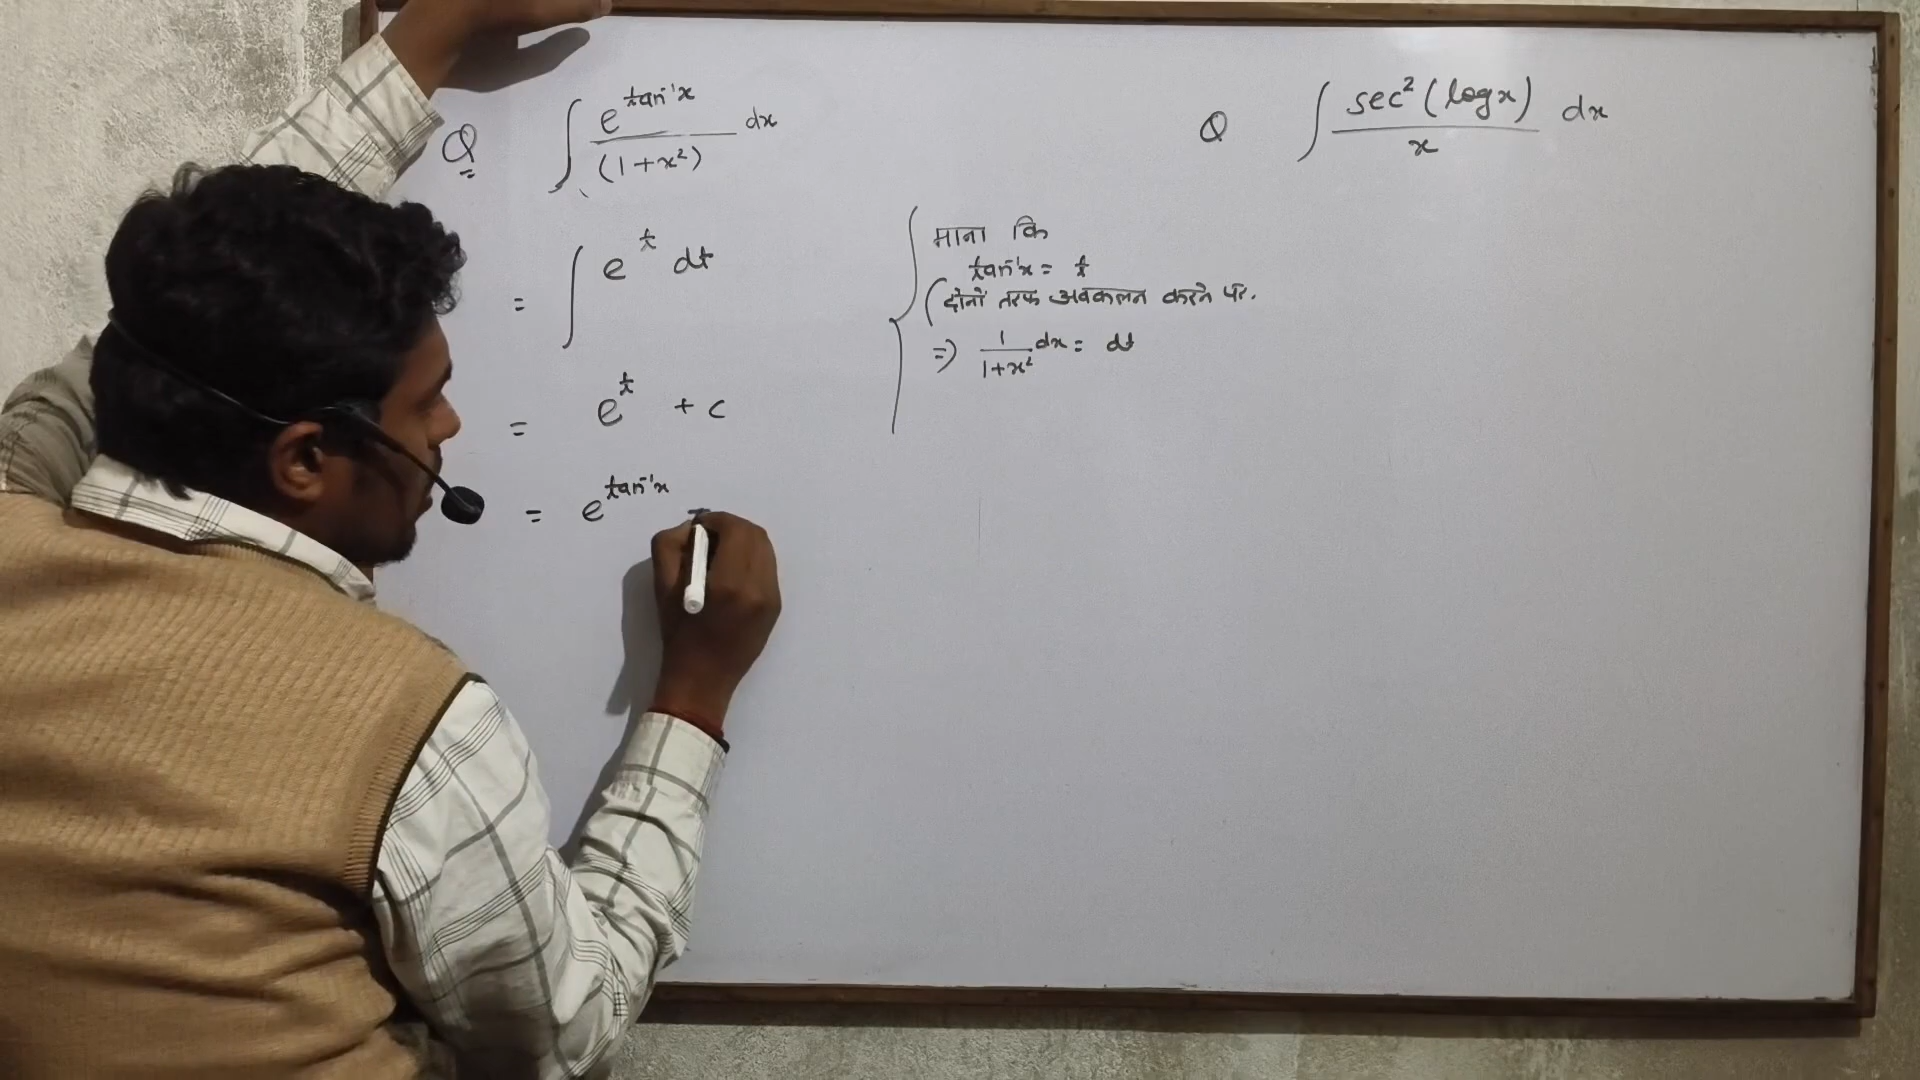 Q ∫ e^{tan⁻¹x} / (1+x²) dx
= ∫ e^t dt
= e^t + c
= e^{tan⁻¹x}
माना कि
tan⁻¹x = t
(दोनों तरफ अवकलन करने पर.
⇒ 1/(1+x²) dx = dt
Q ∫ sec²(log x) / x dx